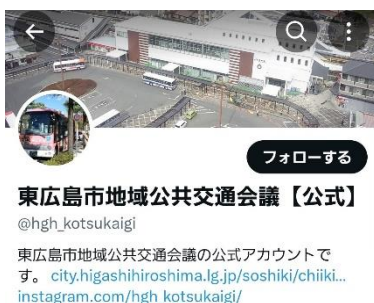 フォローする
東広島市地域公共交通会議【公式】
@hgh_kotsukaigi
東広島市地域公共交通会議の公式アカウントで
す。 city.higashihiroshima.lg.jp/soshiki/chiiki...
instagram.com/hgh_kotsukaigi/